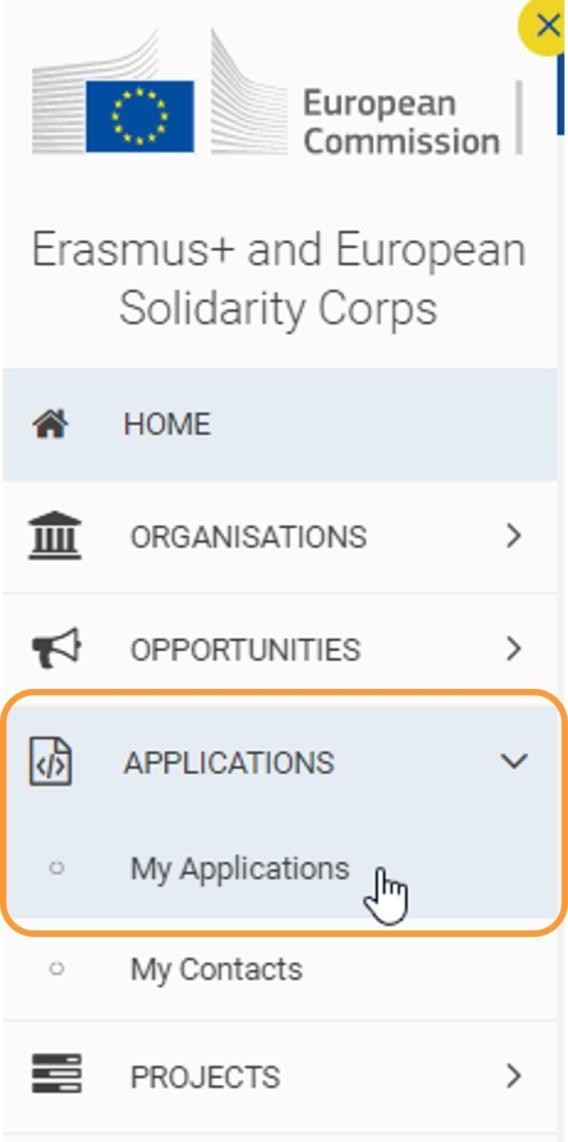 European
Commission
Erasmus+ and European
Solidarity Corps
HOME
ORGANISATIONS
OPPORTUNITIES
APPLICATIONS
My Applications
My Contacts
PROJECTS